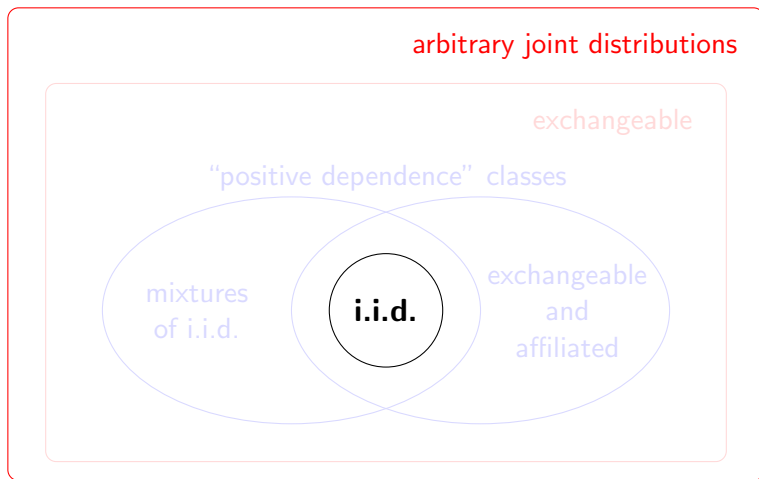 arbitrary joint distributions
exchangeable
“positive dependence” classes
mixtures
of i.i.d.
i.i.d.
exchangeable
and
affiliated